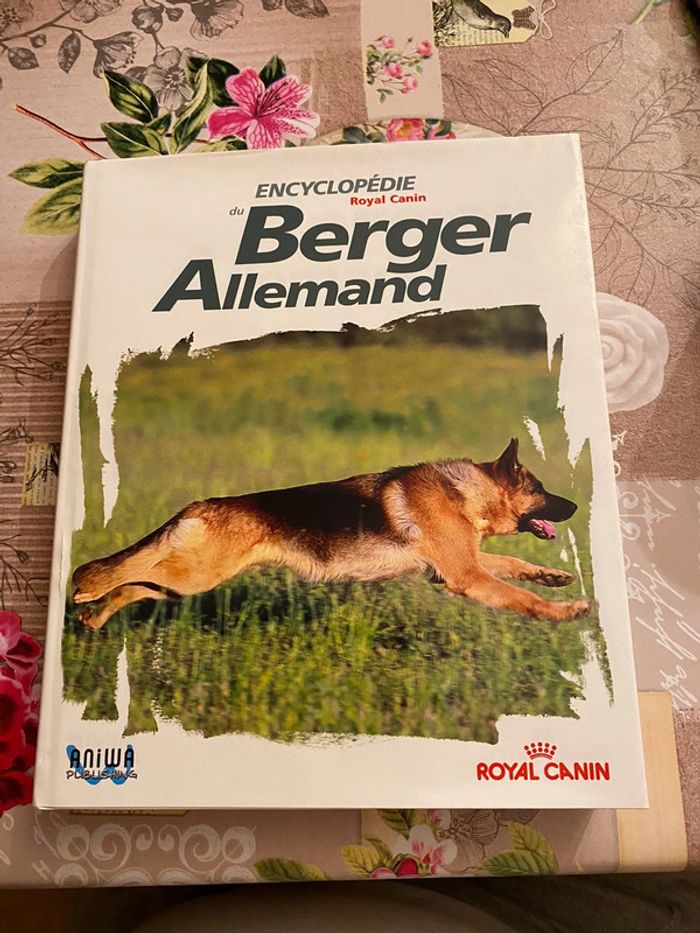 ENCYCLOPÉDIE
Royal Canin
du Berger
Allemand
ANIWA
PUBLISHING
ROYAL CANIN